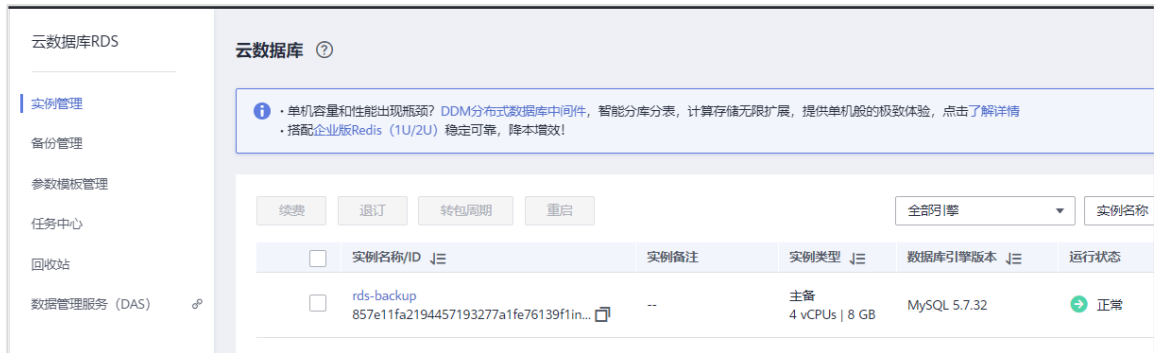 云数据库RDS
实例管理
备份管理
参数模板管理
任务中心
回收站
数据管理服务（DAS）
云数据库
· 单机容量和性能出现瓶颈？DDM分布式数据库中间件，智能分库分表，计算存储无限扩展，提供单机般的极致体验，点击了解详情
· 搭配企业版Redis（1U/2U）稳定可靠，降本增效！
续费 退订 转包周期 重启 全部引擎 实例名称
实例名称/ID 实例备注 实例类型 数据库引擎版本 运行状态
rds-backup
857e11fa2194457193277a1fe76139f1in...
--
主备
4 vCPUs | 8 GB
MySQL 5.7.32
正常